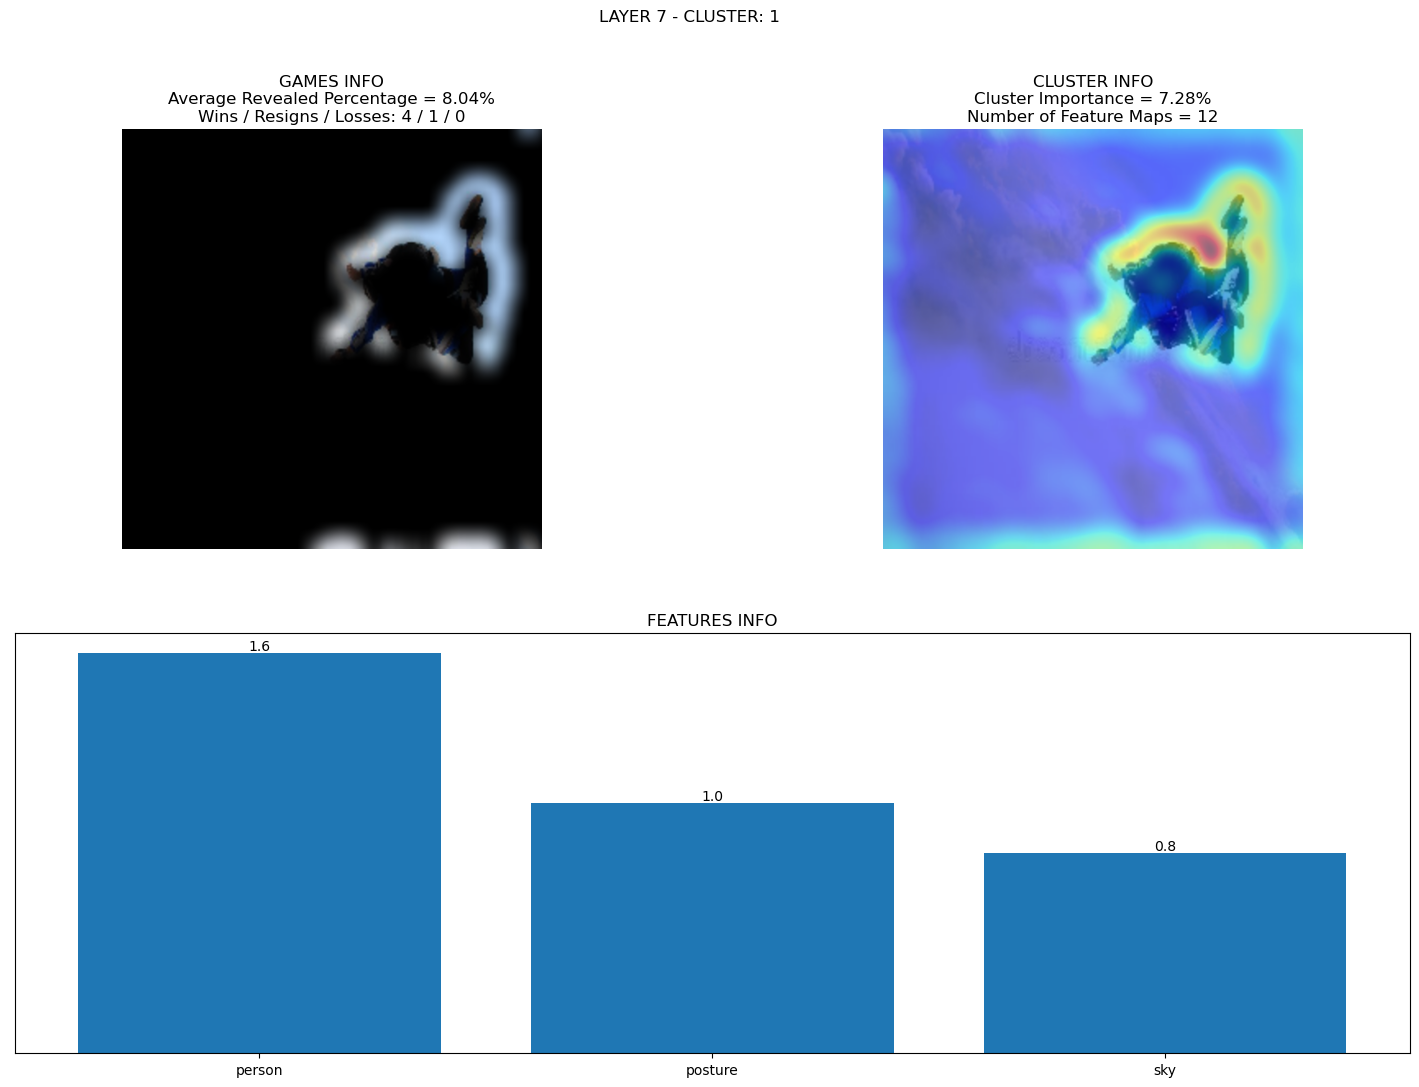 LAYER 7 - CLUSTER: 1
GAMES INFO
Average Revealed Percentage = 8.04%
Wins / Resigns / Losses: 4 / 1 / 0
CLUSTER INFO
Cluster Importance = 7.28%
Number of Feature Maps = 12
FEATURES INFO
1.6
1.0
0.8
person
posture
sky